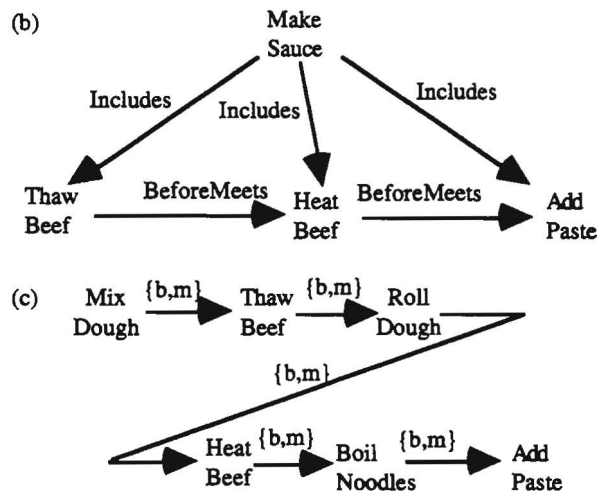 (b)
Make
Sauce
Includes
Includes
Includes
Thaw
Beef
BeforeMeets
Heat
Beef
BeforeMeets
Add
Paste
(c)
Mix
Dough
{b,m}
Thaw
Beef
{b,m}
Roll
Dough
{b,m}
Heat
Beef
{b,m}
Boil
Noodles
{b,m}
Add
Paste